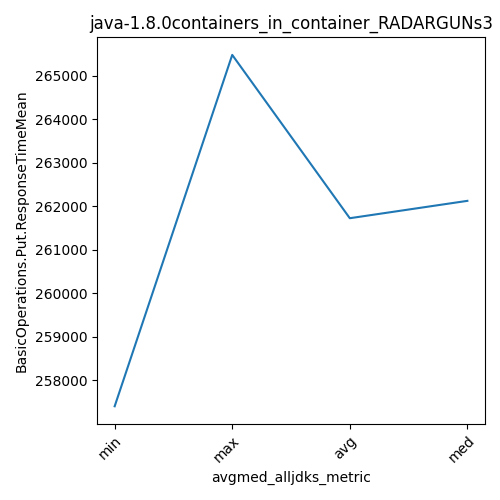 java-1.8.0containers_in_container_RADARGUNs3
BasicOperations.Put.ResponseTimeMean
265000
264000
263000
262000
261000
260000
259000
258000
min
max
avg
med
avgmed_alljdks_metric